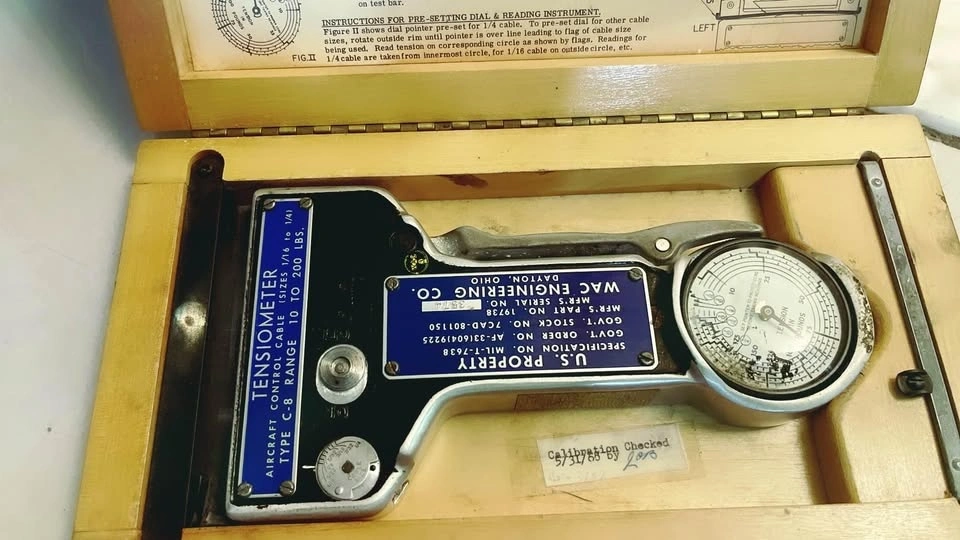 on test bar.
INSTRUCTIONS FOR PRE-SETTING DIAL & READING INSTRUMENT.
Figure II shows dial pointer pre-set for 1/4 cable. To pre-set dial for other cable
sizes, rotate outside rim until pointer is over line leading to flag of cable size
being used. Read tension on corresponding circle as shown by flags. Readings for
1/4 cable are taken from innermost circle, for 1/16 cable on outside circle, etc.
FIG. II
LEFT
TENSIOMETER
AIRCRAFT CONTROL CABLE (SIZES 1/16 to 1/4)
TYPE C-8 RANGE 10 TO 200 LBS.
U.S. PROPERTY
SPECIFICATION NO. MIL-T-7638
GOV'T. ORDER NO. AF-33(604)9225
GOV'T. STOCK NO. 7CAD-801150
MFR'S PART NO. 19738
MFR'S SERIAL NO.
WAC ENGINEERING CO.
DAYTON, OHIO
TENSION
IN
POUNDS
Calibration Checked
by